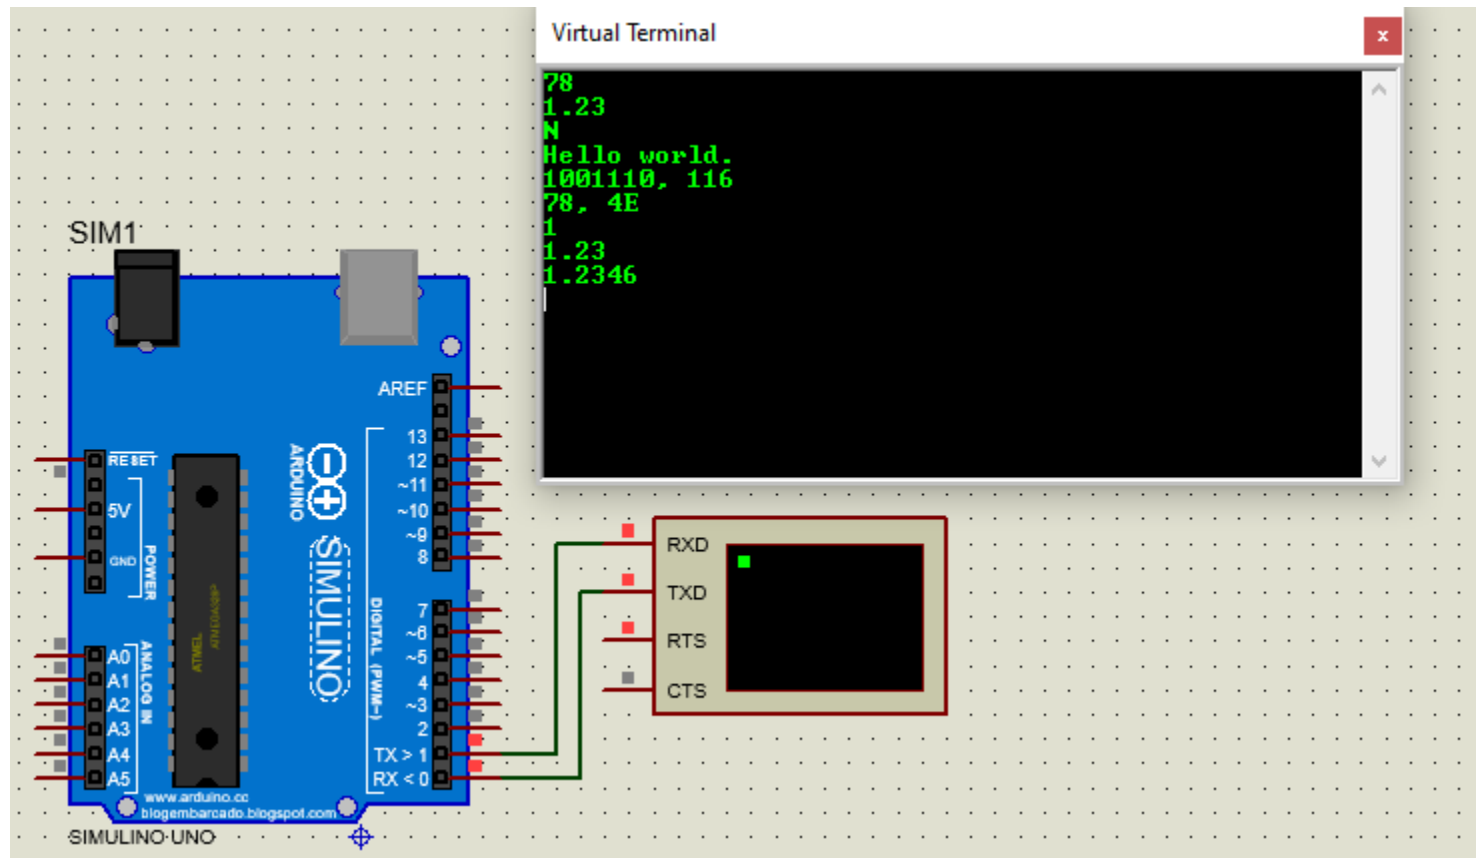 Virtual Terminal
x
78
1.23
N
Hello world.
1001110, 116
78, 4E
1
1.23
1.2346
SIM1
AREF
13
12
~11
~10
~9
8
7
~6
~5
4
~3
2
TX > 1
RX < 0
RESET
5V
GND
POWER
A0
A1
A2
A3
A4
A5
ANALOG IN
ATMEL
ATMEGA328P
ARDUINO
SIMULINO
DIGITAL (PWM~)
www.arduino.cc
blogembarcado.blogspot.com
SIMULINO UNO
RXD
TXD
RTS
CTS